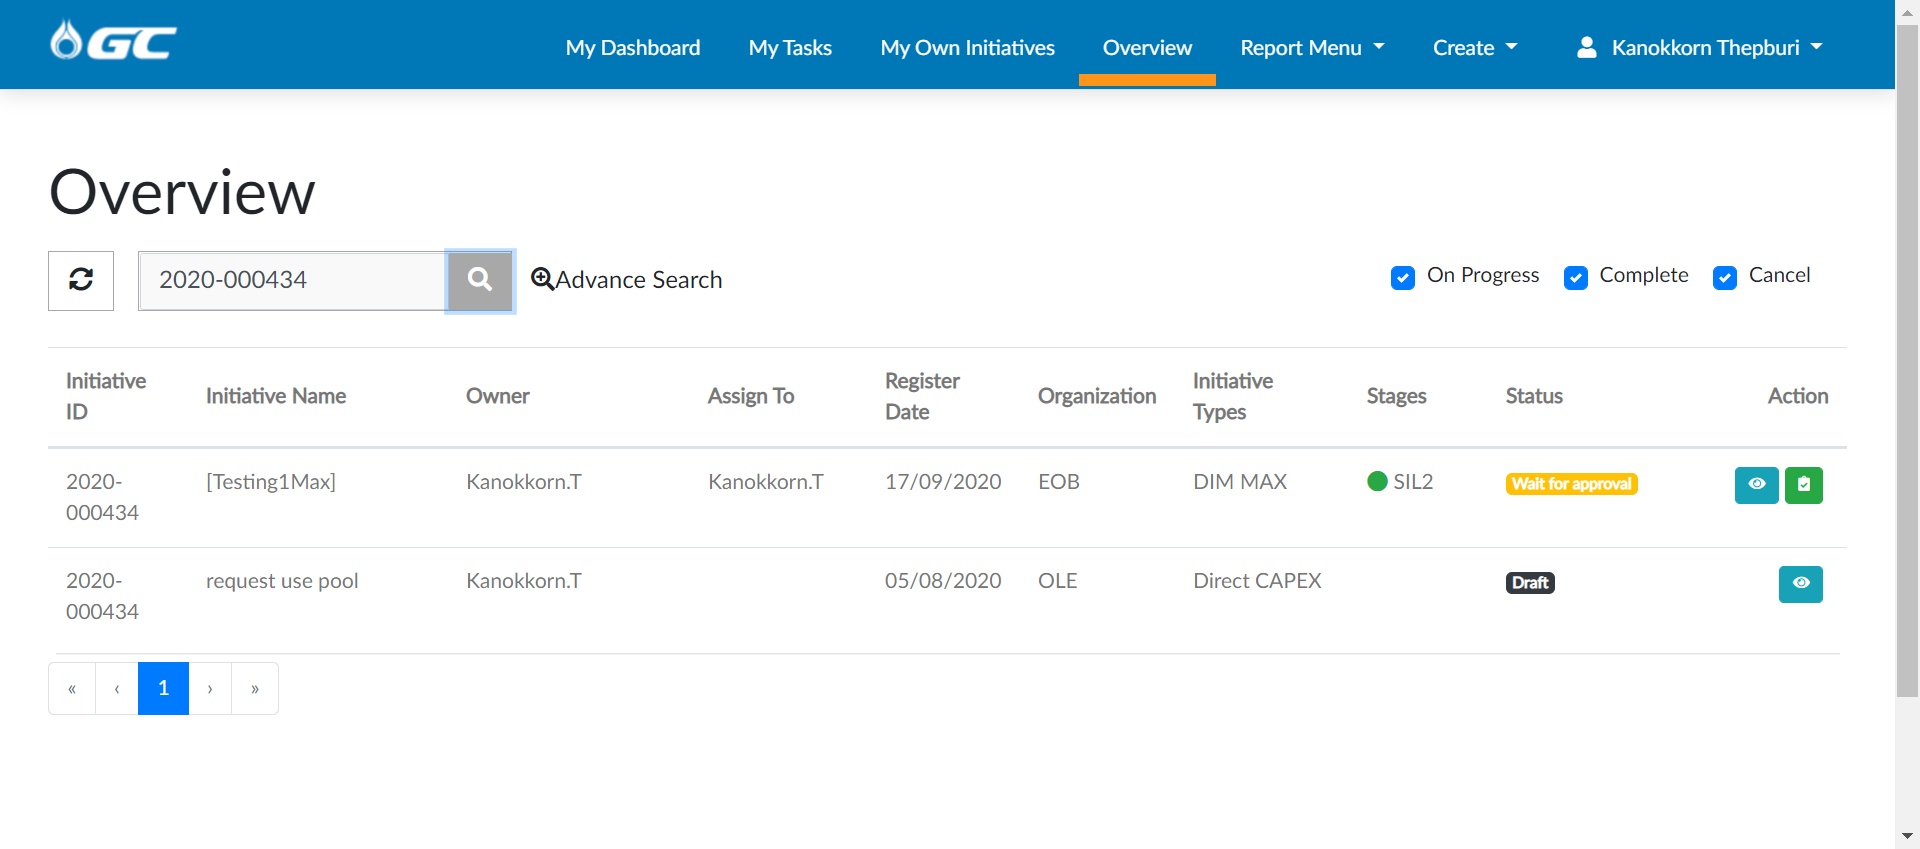 GC
My Dashboard
My Tasks
My Own Initiatives
Overview
Report Menu
Create
Kanokkorn Thepburi
Overview
2020-000434
Advance Search
On Progress
Complete
Cancel
Initiative
ID
Initiative Name
Owner
Assign To
Register
Date
Organization
Initiative
Types
Stages
Status
Action
2020-
000434
[Testing1Max]
Kanokkorn.T
Kanokkorn.T
17/09/2020
EOB
DIM MAX
SIL2
Wait for approval
2020-
000434
request use pool
Kanokkorn.T
05/08/2020
OLE
Direct CAPEX
Draft
« ‹ 1 › »